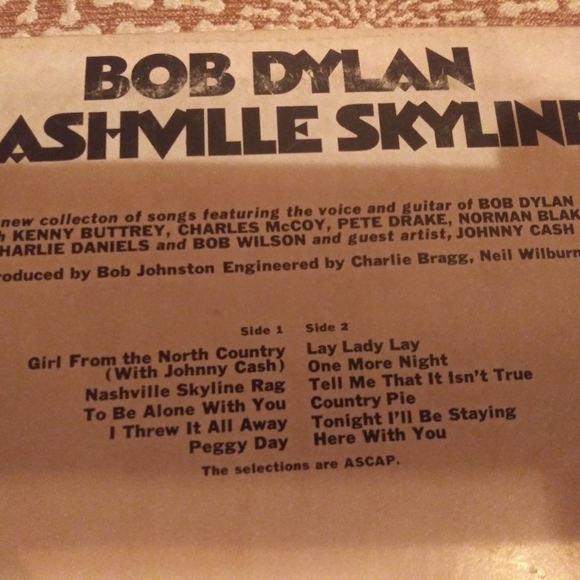 BOB DYLAN
ASHVILLE SKYLINE
new collecton of songs featuring the voice and guitar of BOB DYLAN
h KENNY BUTTREY, CHARLES McCOY, PETE DRAKE, NORMAN BLAK
HARLIE DANIELS and BOB WILSON and guest artist, JOHNNY CASH
roduced by Bob Johnston Engineered by Charlie Bragg, Neil Wilburn
Side 1
Girl From the North Country
(With Johnny Cash)
Nashville Skyline Rag
To Be Alone With You
I Threw It All Away
Peggy Day
Side 2
Lay Lady Lay
One More Night
Tell Me That It Isn't True
Country Pie
Tonight I'll Be Staying
Here With You
The selections are ASCAP.